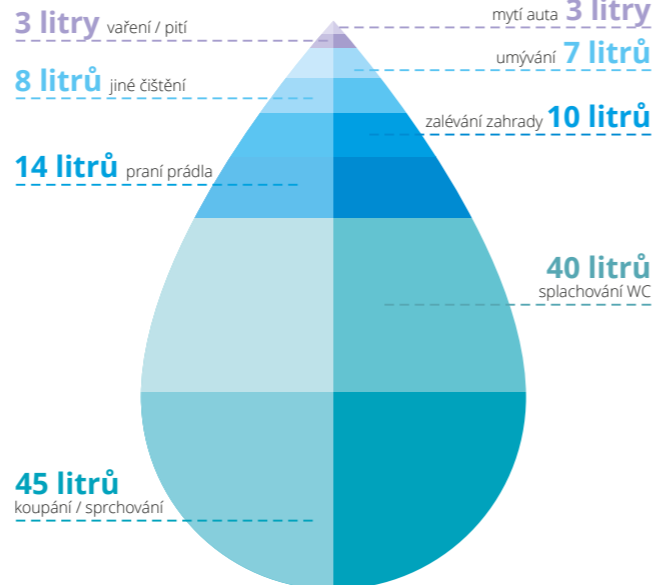 3 litry vaření / pití
mytí auta 3 litry
umývání 7 litrů
8 litrů jiné čištění
zalévání zahrady 10 litrů
14 litrů praní prádla
40 litrů
splachování WC
45 litrů
koupání / sprchování